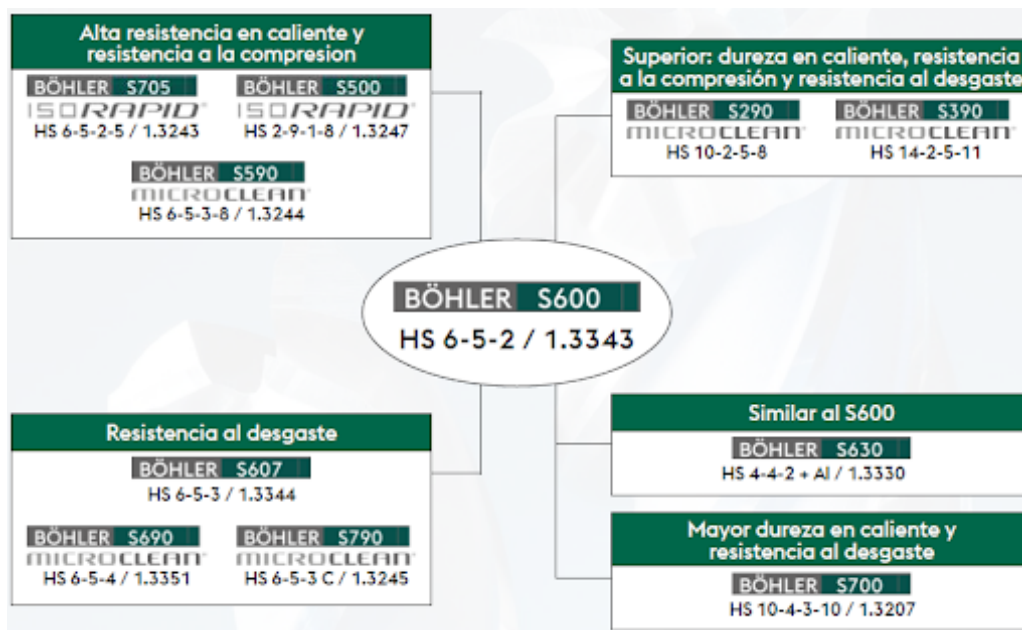 Alta resistencia en caliente y
resistencia a la compresion
BÖHLER S705
ISORAPID®
HS 6-5-2-5 / 1.3243
BÖHLER S500
ISORAPID®
HS 2-9-1-8 / 1.3247
BÖHLER S590
MICROCLEAN®
HS 6-5-3-8 / 1.3244
Superior: dureza en caliente, resistencia
a la compresión y resistencia al desgaste
BÖHLER S290
MICROCLEAN®
HS 10-2-5-8
BÖHLER S390
MICROCLEAN®
HS 14-2-5-11
BÖHLER S600
HS 6-5-2 / 1.3343
Resistencia al desgaste
BÖHLER S607
HS 6-5-3 / 1.3344
BÖHLER S690
MICROCLEAN®
HS 6-5-4 / 1.3351
BÖHLER S790
MICROCLEAN®
HS 6-5-3 C / 1.3245
Similar al S600
BÖHLER S630
HS 4-4-2 + Al / 1.3330
Mayor dureza en caliente y
resistencia al desgaste
BÖHLER S700
HS 10-4-3-10 / 1.3207